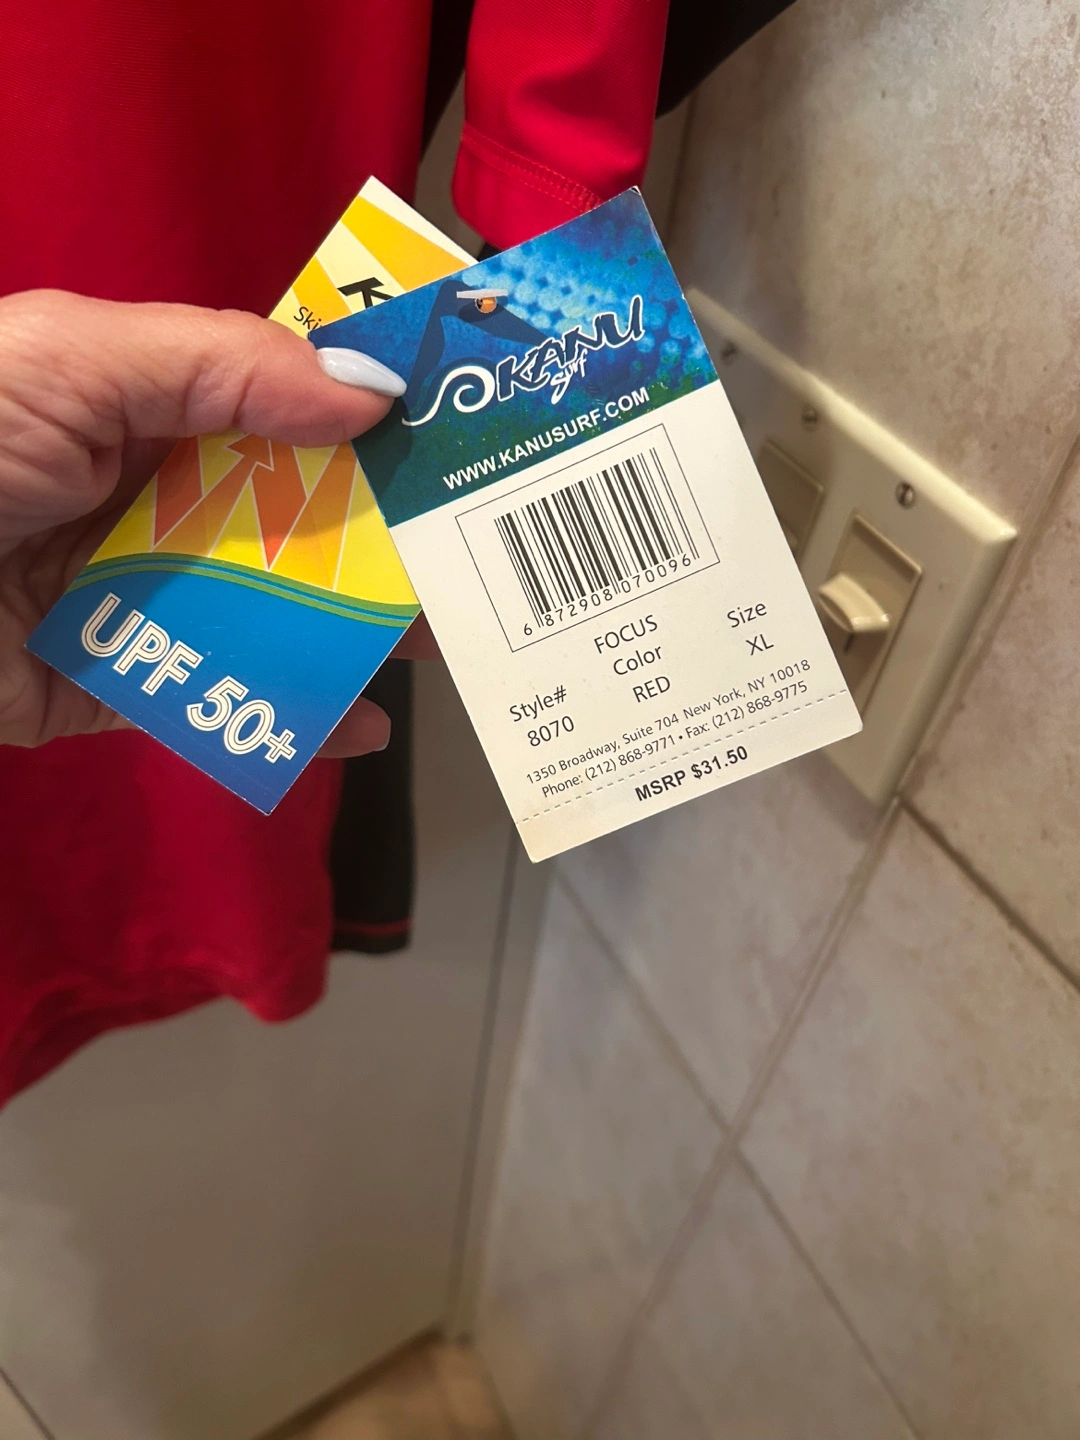 Ski
UPF 50+
KANU
Surf
WWW.KANUSURF.COM
6 872908 070096
FOCUS
Style# Color Size
8070 RED XL
1350 Broadway, Suite 704 New York, NY 10018
Phone: (212) 868-9771 • Fax: (212) 868-9775
MSRP $31.50